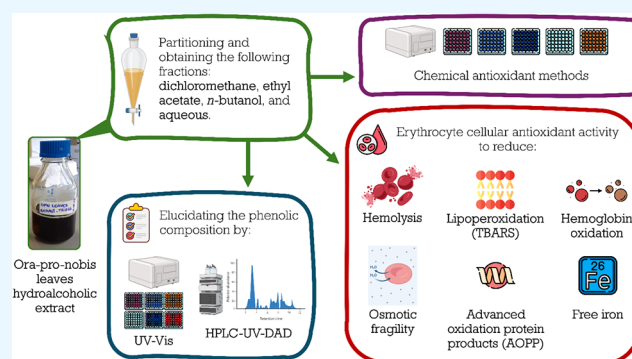 Partitioning and
obtaining the following
fractions:
dichloromethane, ethyl
acetate, n-butanol, and
aqueous.
Chemical antioxidant methods
Erythrocyte cellular antioxidant activity
to reduce:
Hemolysis
Lipoperoxidation
(TBARS)
Hemoglobin
oxidation
Osmotic
fragility
Advanced
oxidation protein
products (AOPP)
26
Fe
Free iron
Elucidating the phenolic
composition by:
UV-Vis
HPLC-UV-DAD
Ora-pro-nobis
leaves
hydroalcoholic
extract